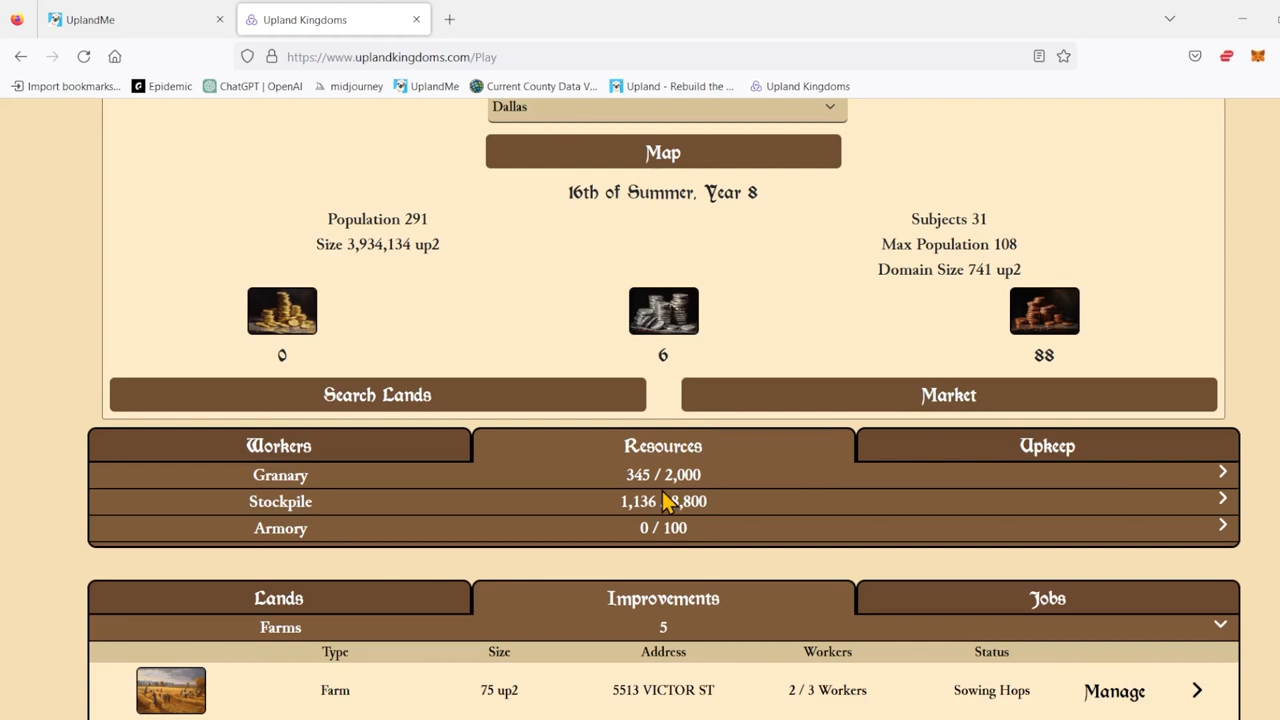 UplandMe
Upland Kingdoms
https://www.uplandkingdoms.com/Play
Import bookmarks... Epidemic ChatGPT | OpenAI midjourney UplandMe Current County Data V... Upland - Rebuild the ... Upland Kingdoms
Dallas
Map
16th of Summer, Year 8
Population 291
Size 3,934,134 up2
Subjects 31
Max Population 108
Domain Size 741 up2
0 6 88
Search Lands Market
Workers Resources Upkeep
Granary 345 / 2,000
Stockpile 1,136 ,800
Armory 0 / 100
Lands Improvements Jobs
Farms 5
Type Size Address Workers Status
Farm 75 up2 5513 VICTOR ST 2 / 3 Workers Sowing Hops Manage